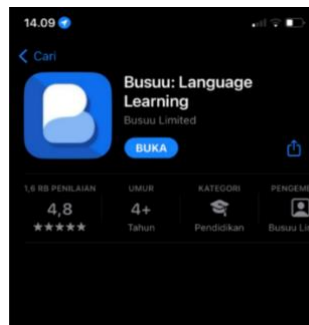 14.09
Cari
Busuu: Language
Learning
Busuu Limited
BUKA
1,6 RB PENILAIAN
UMUR
KATEGORI
PENGEM
4,8
4+
Tahun
Pendidikan
Busuu Li